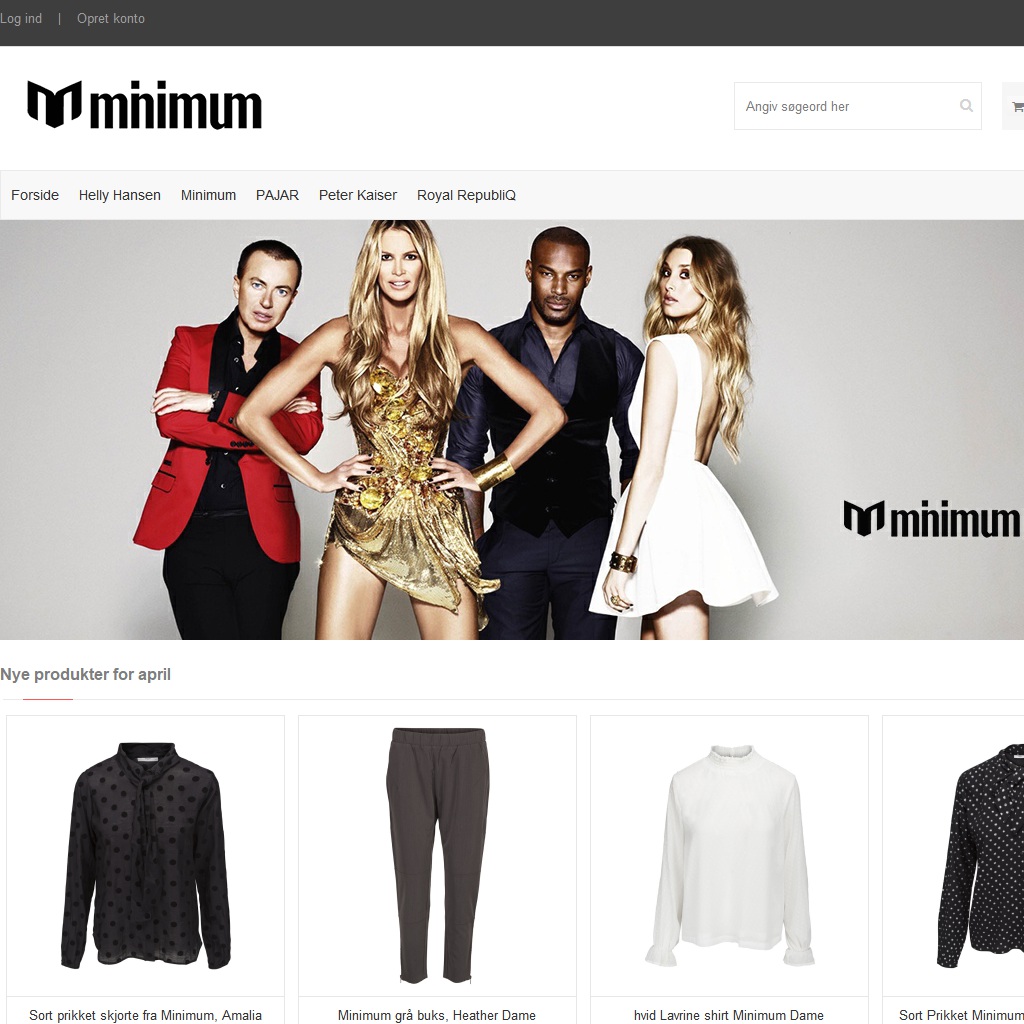 Log ind | Opret konto
minimum
Angiv søgeord her
Forside Helly Hansen Minimum PAJAR Peter Kaiser Royal RepubliQ
minimum
Nye produkter for april
Sort prikket skjorte fra Minimum, Amalia
Minimum grå buks, Heather Dame
hvid Lavrine shirt Minimum Dame
Sort Prikket Minimum